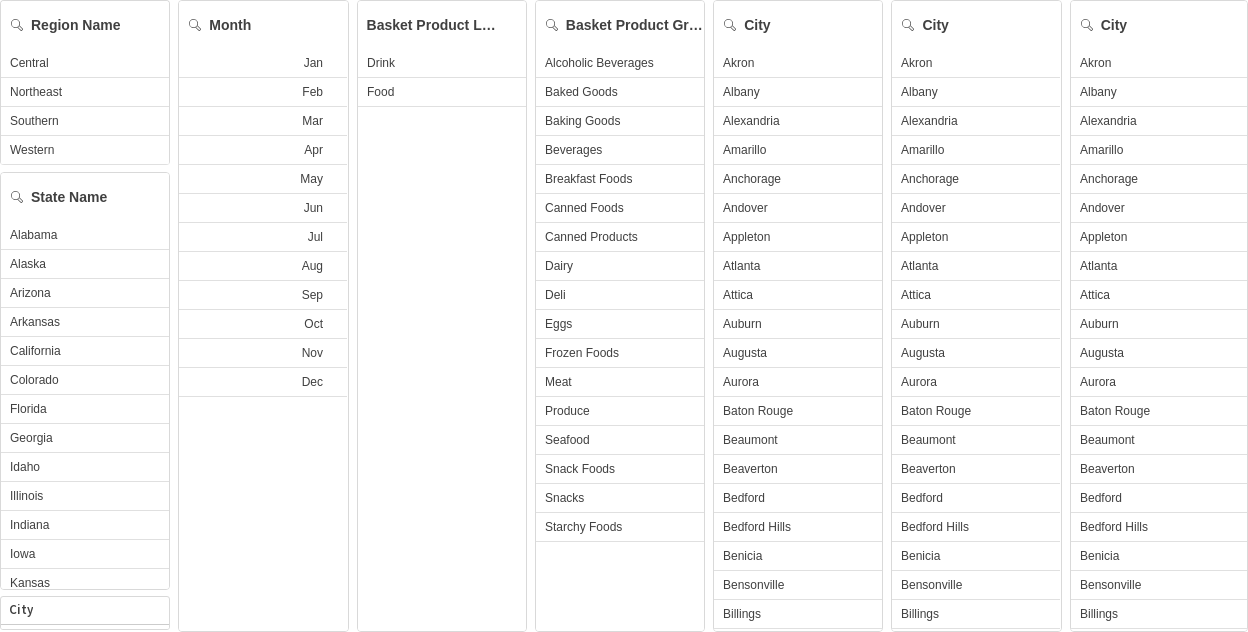 Region Name
Central
Northeast
Southern
Western
State Name
Alabama
Alaska
Arizona
Arkansas
California
Colorado
Florida
Georgia
Idaho
Illinois
Indiana
Iowa
Kansas
City
Month
Jan
Feb
Mar
Apr
May
Jun
Jul
Aug
Sep
Oct
Nov
Dec
Basket Product L...
Drink
Food
Basket Product Gr...
Alcoholic Beverages
Baked Goods
Baking Goods
Beverages
Breakfast Foods
Canned Foods
Canned Products
Dairy
Deli
Eggs
Frozen Foods
Meat
Produce
Seafood
Snack Foods
Snacks
Starchy Foods
City
Akron
Albany
Alexandria
Amarillo
Anchorage
Andover
Appleton
Atlanta
Attica
Auburn
Augusta
Aurora
Baton Rouge
Beaumont
Beaverton
Bedford
Bedford Hills
Benicia
Bensonville
Billings
City
Akron
Albany
Alexandria
Amarillo
Anchorage
Andover
Appleton
Atlanta
Attica
Auburn
Augusta
Aurora
Baton Rouge
Beaumont
Beaverton
Bedford
Bedford Hills
Benicia
Bensonville
Billings
City
Akron
Albany
Alexandria
Amarillo
Anchorage
Andover
Appleton
Atlanta
Attica
Auburn
Augusta
Aurora
Baton Rouge
Beaumont
Beaverton
Bedford
Bedford Hills
Benicia
Bensonville
Billings